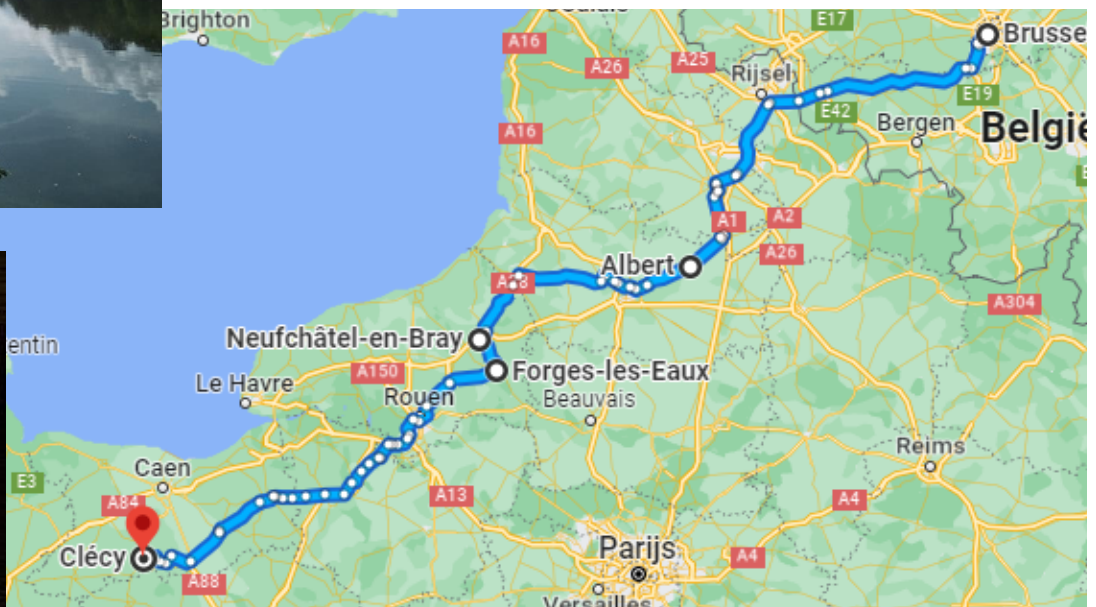 Brighton
E17
Brusse
A16
A26
A25
Rijsel
E19
E42
Bergen
België
A16
A1
A2
Albert
A26
A28
A304
entin
Neufchâtel-en-Bray
A150
Forges-les-Eaux
Le Havre
Rouen
Beauvais
Reims
Caen
E3
A84
A13
A4
Clécy
A88
Parijs
A4
Versailles